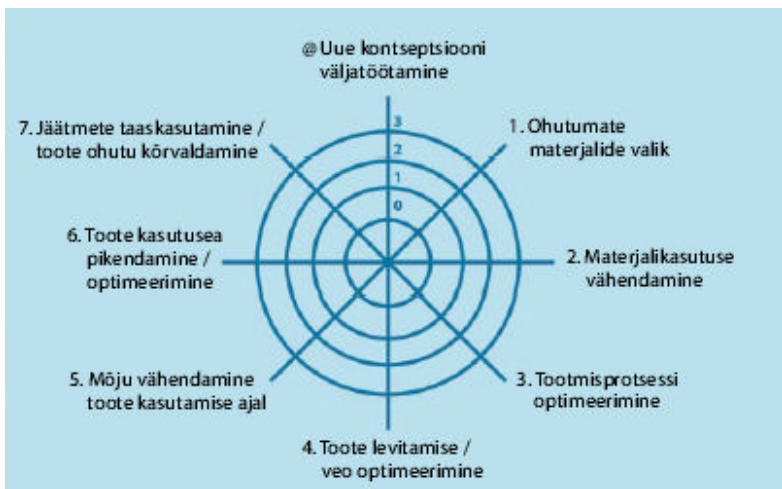 @ Uue kontseptsiooni
väljatöötamine
7. Jäätmete taaskasutamine /
toote ohutu kõrvaldamine
1. Ohutumate
materjalide valik
3
2
1
0
6. Toote kasutusea
pikendamine /
optimeerimine
2. Materjalikasutuse
vähendamine
5. Mõju vähendamine
toote kasutamise ajal
3. Tootmisprotsessi
optimeerimine
4. Toote levitamise /
veo optimeerimine